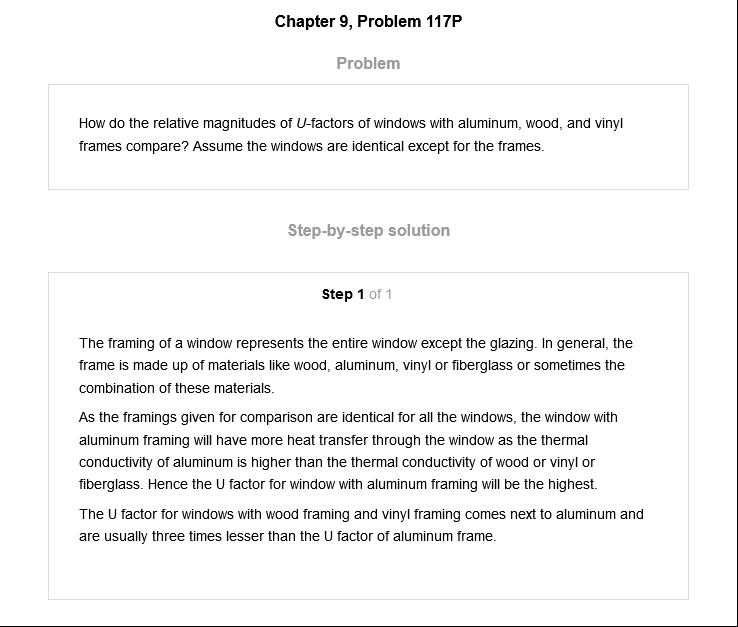 Chapter 9, Problem 117P
Problem
How do the relative magnitudes of U-factors of windows with aluminum, wood, and vinyl
frames compare? Assume the windows are identical except for the frames.
Step-by-step solution
Step 1 of 1
The framing of a window represents the entire window except the glazing. In general, the
frame is made up of materials like wood, aluminum, vinyl or fiberglass or sometimes the
combination of these materials.
As the framings given for comparison are identical for all the windows, the window with
aluminum framing will have more heat transfer through the window as the thermal
conductivity of aluminum is higher than the thermal conductivity of wood or vinyl or
fiberglass. Hence the U factor for window with aluminum framing will be the highest.
The U factor for windows with wood framing and vinyl framing comes next to aluminum and
are usually three times lesser than the U factor of aluminum frame.